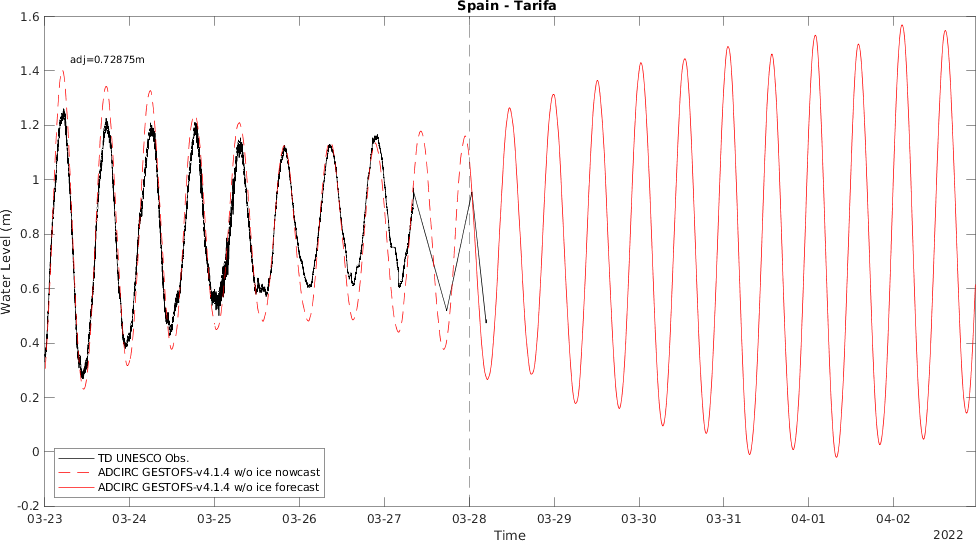 Spain - Tarifa
adj=0.72875m
Water Level (m)
1.6
1.4
1.2
1
0.8
0.6
0.4
0.2
0
-0.2
TD UNESCO Obs.
ADCIRC GESTOFS-v4.1.4 w/o ice nowcast
ADCIRC GESTOFS-v4.1.4 w/o ice forecast
03-23 03-24 03-25 03-26 03-27 03-28 03-29 03-30 03-31 04-01 04-02
Time
2022